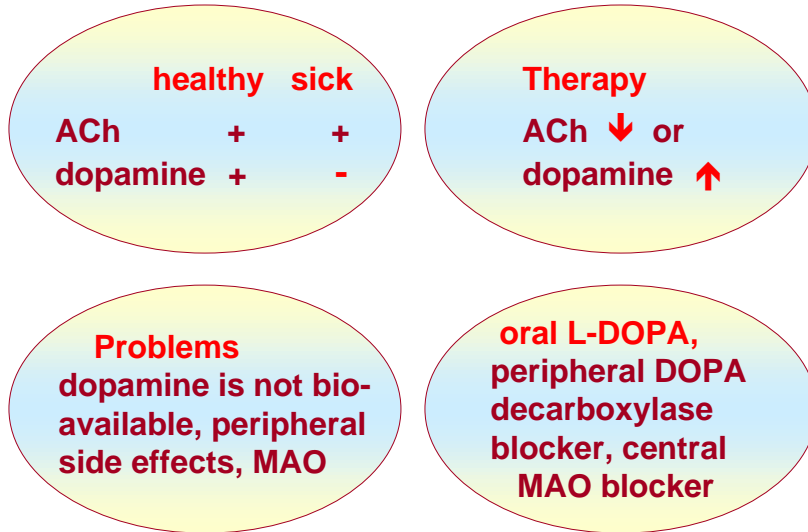 healthy sick
ACh + +
dopamine + -
Therapy
ACh ↓ or
dopamine ↑
Problems
dopamine is not bio-
available, peripheral
side effects, MAO
oral L-DOPA,
peripheral DOPA
decarboxylase
blocker, central
MAO blocker